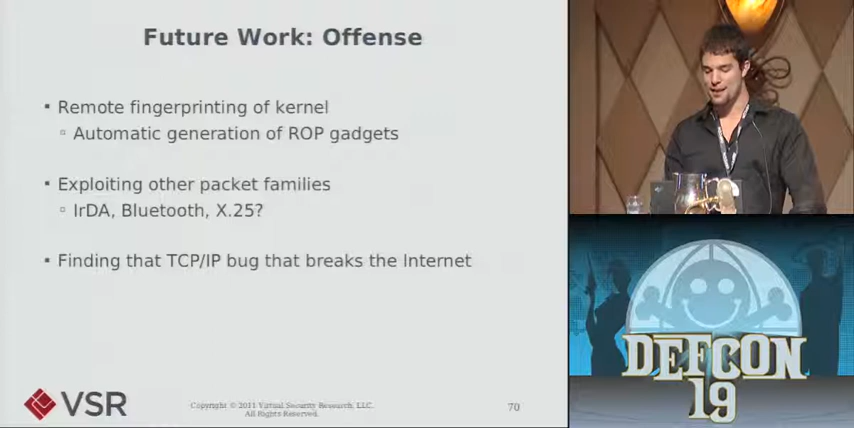 Future Work: Offense
▪ Remote fingerprinting of kernel
▫ Automatic generation of ROP gadgets
▪ Exploiting other packet families
▫ IrDA, Bluetooth, X.25?
▪ Finding that TCP/IP bug that breaks the Internet
VSR
Copyright © 2011 Virtual Security Research, LLC.
All Rights Reserved.
70
DEFCON
19